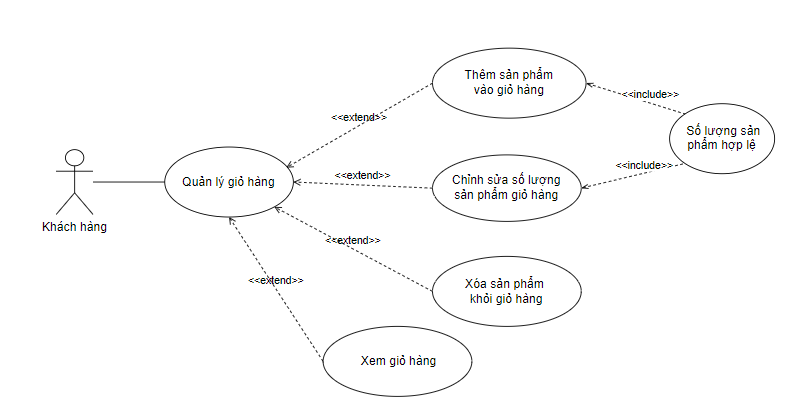 Thêm sản phẩm
vào giỏ hàng
<<include>>
<<extend>>
Số lượng sản
phẩm hợp lệ
<<include>>
Quản lý giỏ hàng
<<extend>>
Chỉnh sửa số lượng
sản phẩm giỏ hàng
Khách hàng
<<extend>>
<<extend>>
Xóa sản phẩm
khỏi giỏ hàng
Xem giỏ hàng